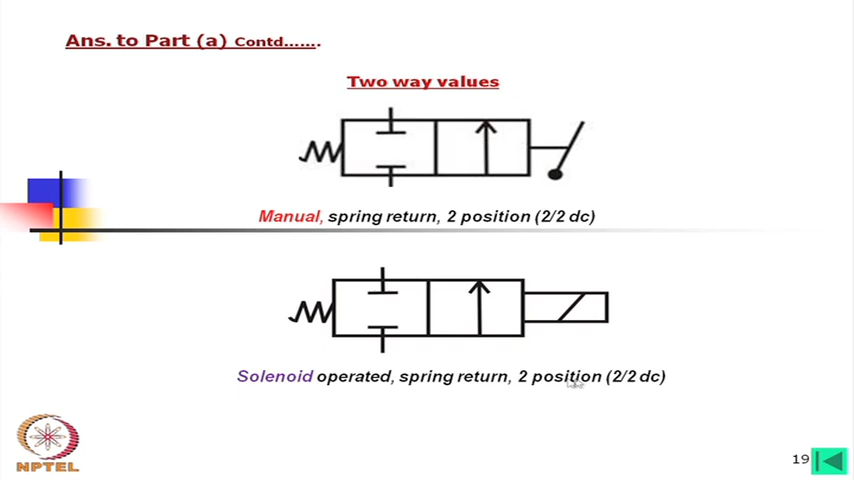 Ans. to Part (a) Contd…….
Two way values
Manual, spring return, 2 position (2/2 dc)
Solenoid operated, spring return, 2 position (2/2 dc)
NPTEL
19